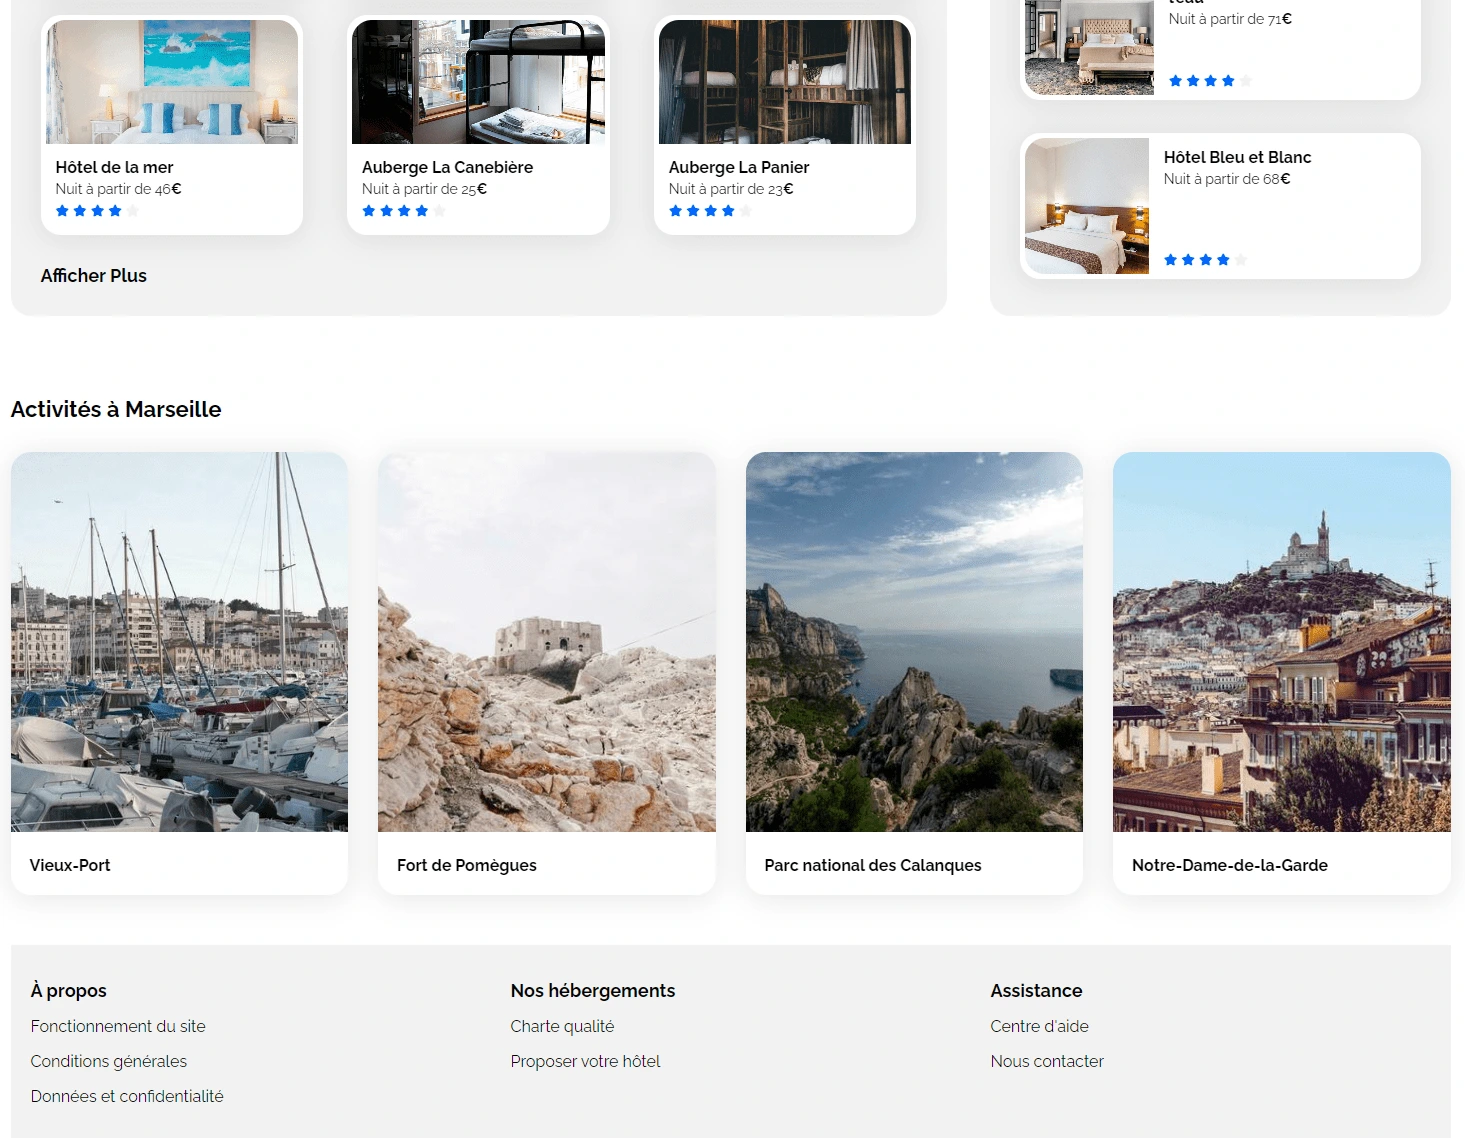 Hôtel de la mer
Nuit à partir de 46€
Auberge La Canebière
Nuit à partir de 25€
Auberge La Panier
Nuit à partir de 23€
Afficher Plus
l'eau
Nuit à partir de 71€
Hôtel Bleu et Blanc
Nuit à partir de 68€
Activités à Marseille
Vieux-Port
Fort de Pomègues
Parc national des Calanques
Notre-Dame-de-la-Garde
À propos
Fonctionnement du site
Conditions générales
Données et confidentialité
Nos hébergements
Charte qualité
Proposer votre hôtel
Assistance
Centre d'aide
Nous contacter